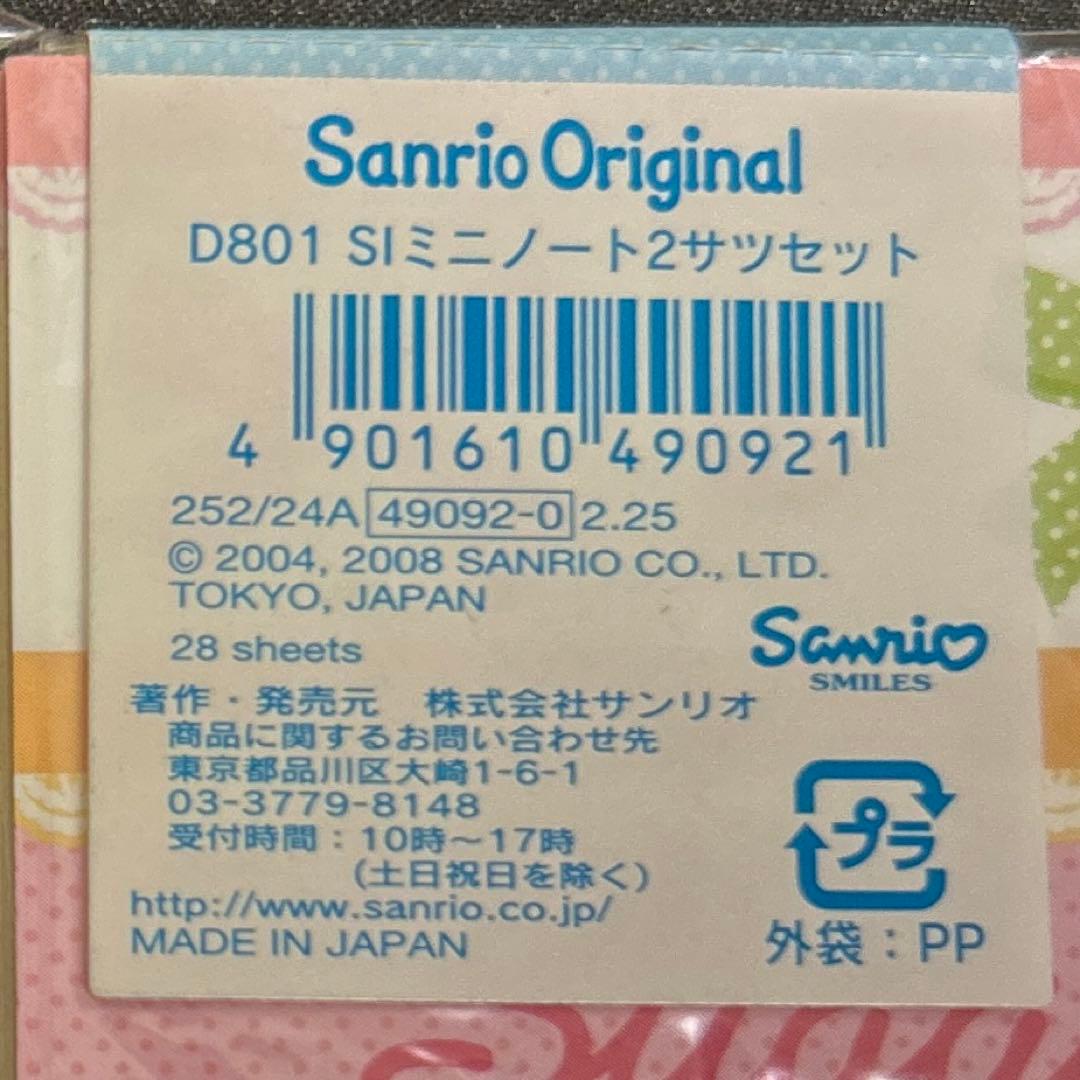 Sanrio Original
D801 SIミニノート2サツセット
4 901610 490921
252/24A 49092-0 2.25
© 2004, 2008 SANRIO CO., LTD.
TOKYO, JAPAN
28 sheets
Sanrio
SMILES
著作・発売元 株式会社サンリオ
商品に関するお問い合わせ先
東京都品川区大崎1-6-1
03-3779-8148
受付時間：10時～17時
(土日祝日を除く)
http://www.sanrio.co.jp/
MADE IN JAPAN
プラ
外袋：PP